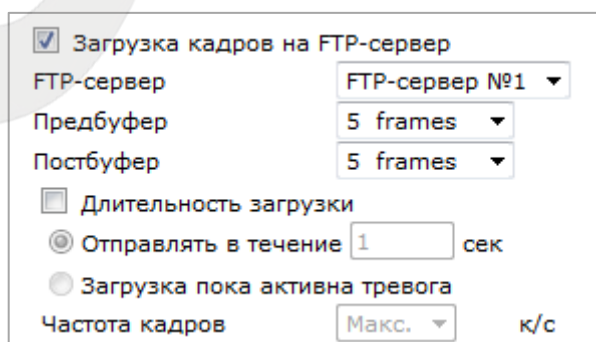 Загрузка кадров на FTP-сервер
FTP-сервер FTP-сервер №1
Предбуфер 5 frames
Постбуфер 5 frames
Длительность загрузки
Отправлять в течение 1 сек
Загрузка пока активна тревога
Частота кадров Макс. к/с